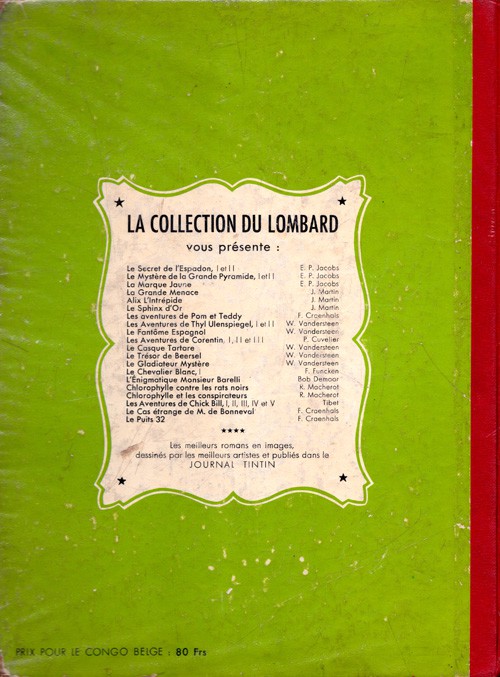 LA COLLECTION DU LOMBARD
vous présente :
Le Secret de l'Espadon, I et II E. P. Jacobs
Le Mystère de la Grande Pyramide, I et II E. P. Jacobs
La Marque Jaune E. P. Jacobs
La Grande Menace J. Martin
Alix L'Intrépide J. Martin
Le Sphinx d'Or J. Martin
Les aventures de Pom et Teddy F. Craenhals
Les Aventures de Thyl Ulenspiegel, I et II W. Vandersteen
Le Fantôme Espagnol W. Vandersteen
Les Aventures de Corentin, I, II et III P. Cuvelier
Le Casque Tartare W. Vandersteen
Le Trésor de Beersel W. Vandersteen
Le Gladiateur Mystère W. Vandersteen
Le Chevalier Blanc, I F. Funcken
L'Énigmatique Monsieur Barelli Bob Demoor
Chlorophylle contre les rats noirs K. Macherot
Chlorophylle et les conspirateurs R. Macherot
Les Aventures de Chick Bill, I, II, III, IV et V Tibet
Le Cas étrange de M. de Bonneval F. Craenhals
Le Puits 32 F. Craenhals
Les meilleurs romans en images,
dessinés par les meilleurs artistes et publiés dans le
JOURNAL TINTIN
PRIX POUR LE CONGO BELGE : 80 Frs